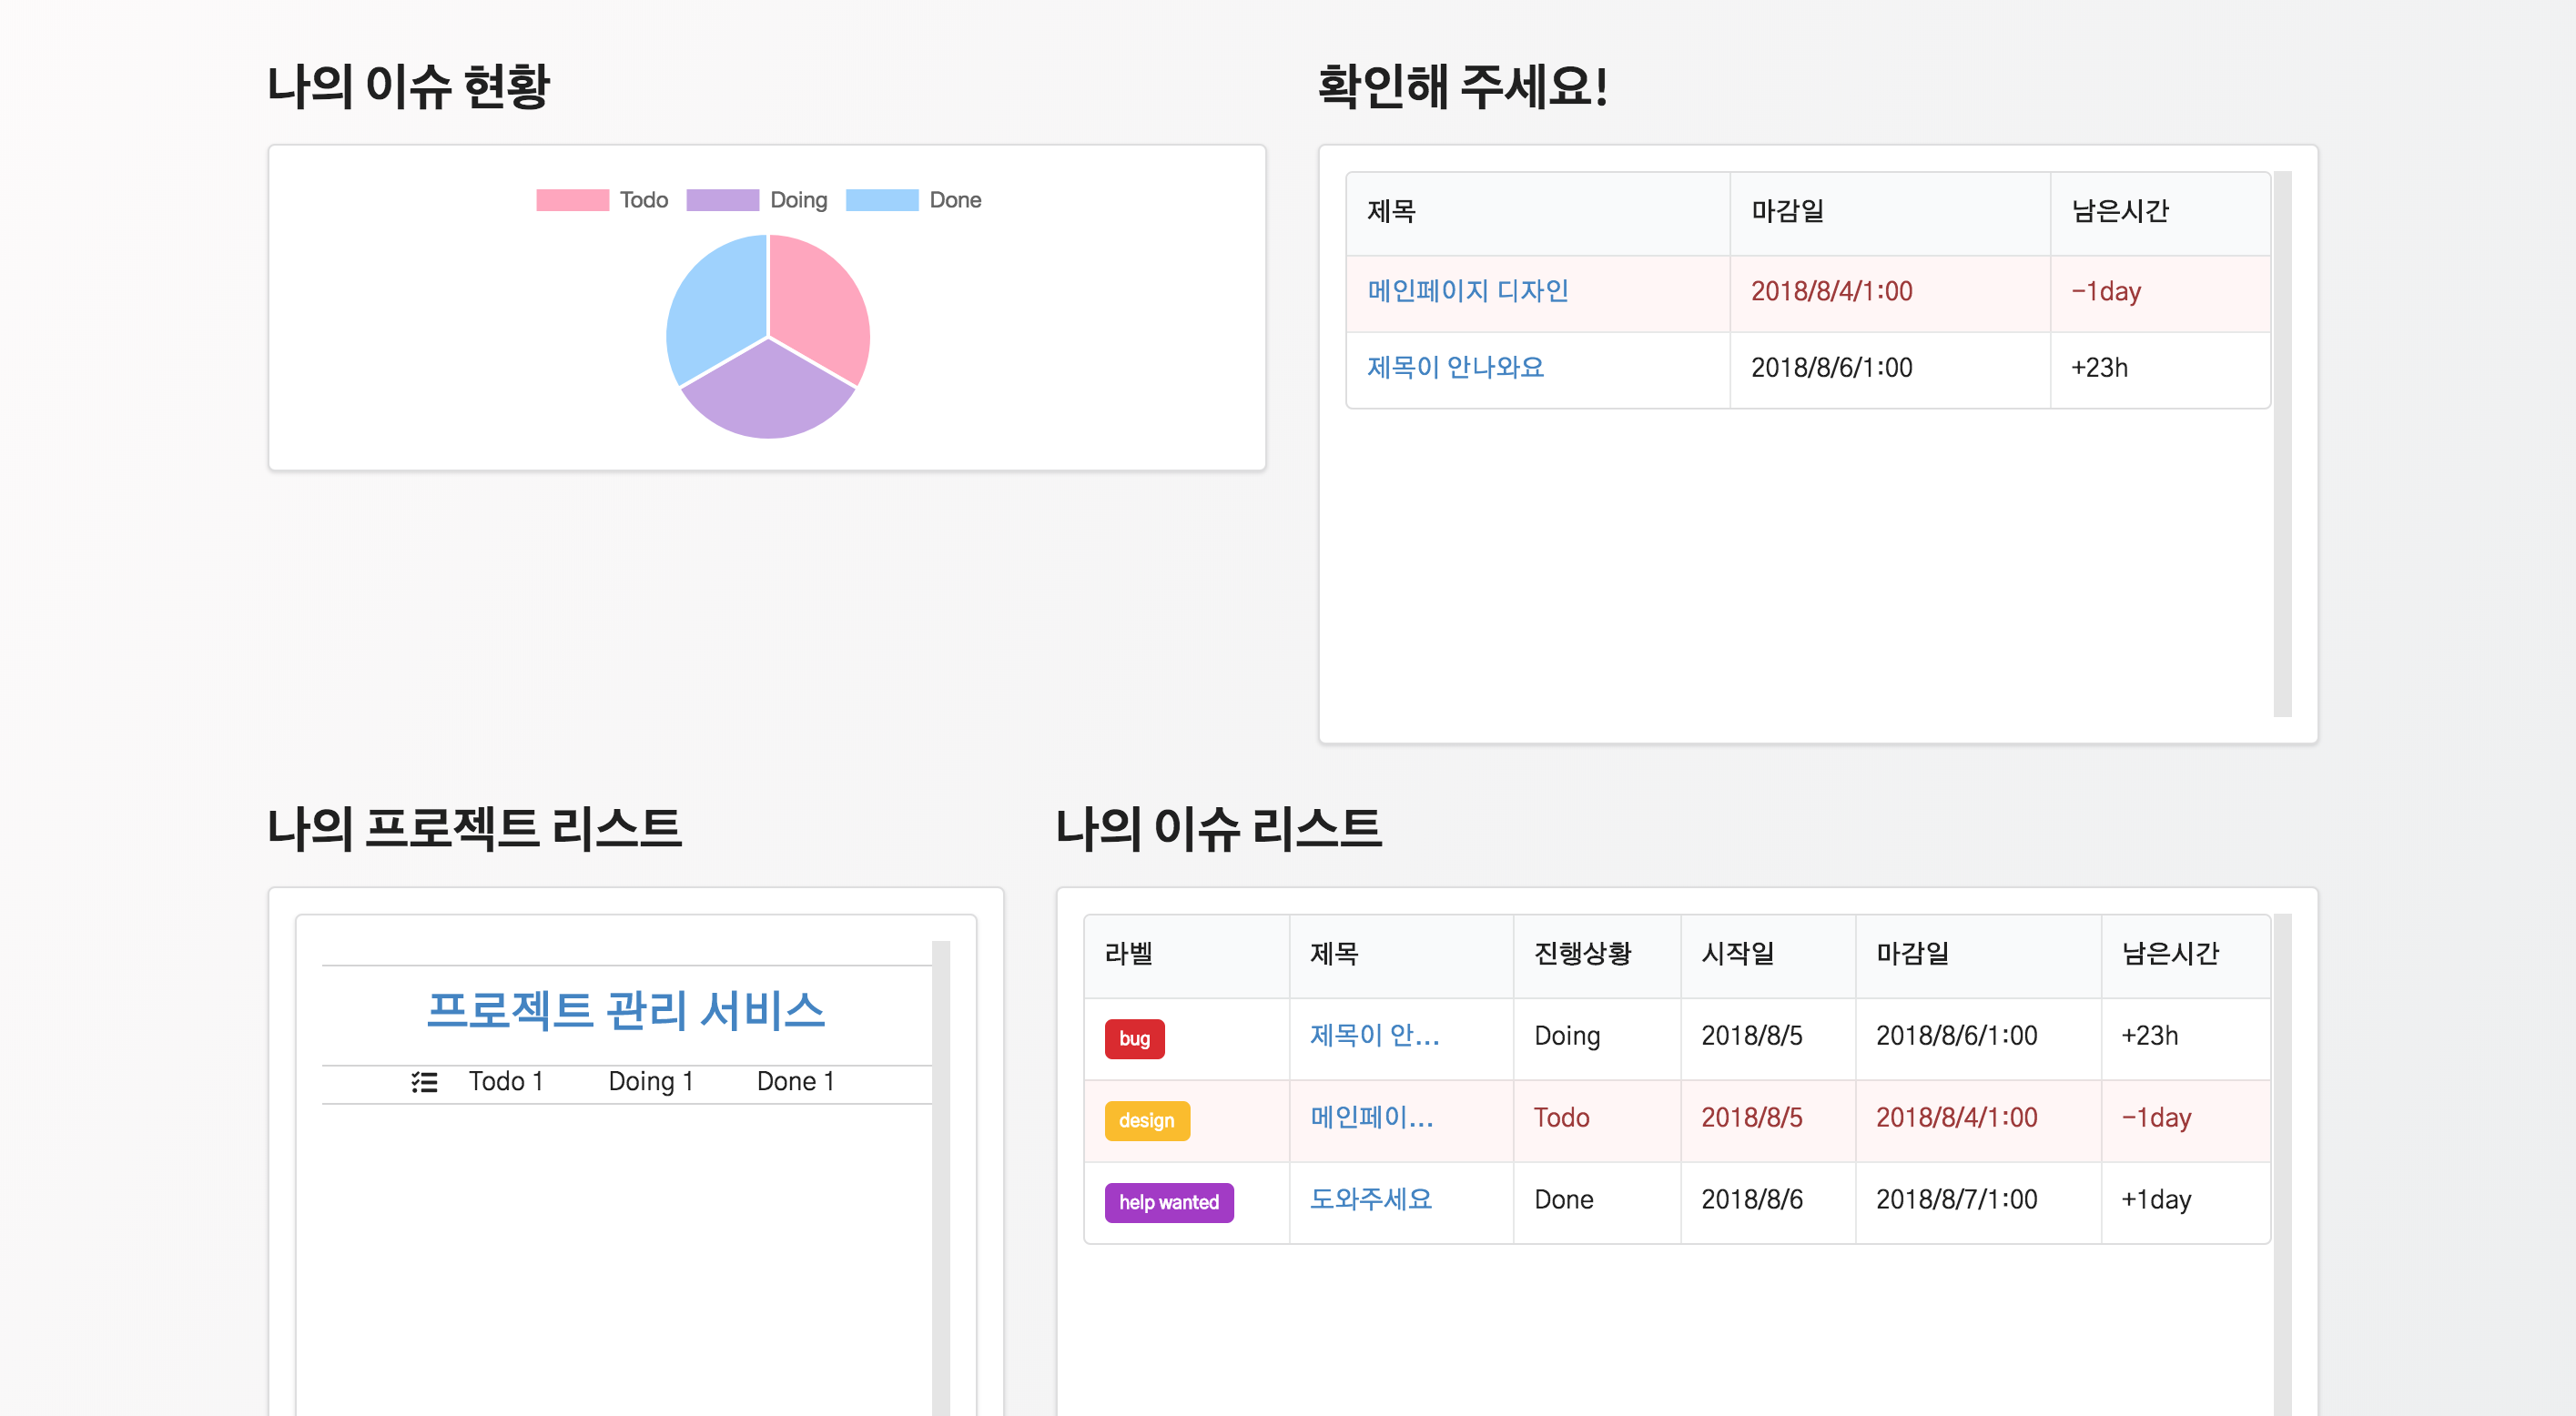 나의 이슈 현황
Todo Doing Done
확인해 주세요!
제목 마감일 남은시간
메인페이지 디자인 2018/8/4/1:00 -1day
제목이 안나와요 2018/8/6/1:00 +23h
나의 프로젝트 리스트
프로젝트 관리 서비스
Todo 1 Doing 1 Done 1
나의 이슈 리스트
라벨 제목 진행상황 시작일 마감일 남은시간
bug 제목이 안... Doing 2018/8/5 2018/8/6/1:00 +23h
design 메인페이... Todo 2018/8/5 2018/8/4/1:00 -1day
help wanted 도와주세요 Done 2018/8/6 2018/8/7/1:00 +1day